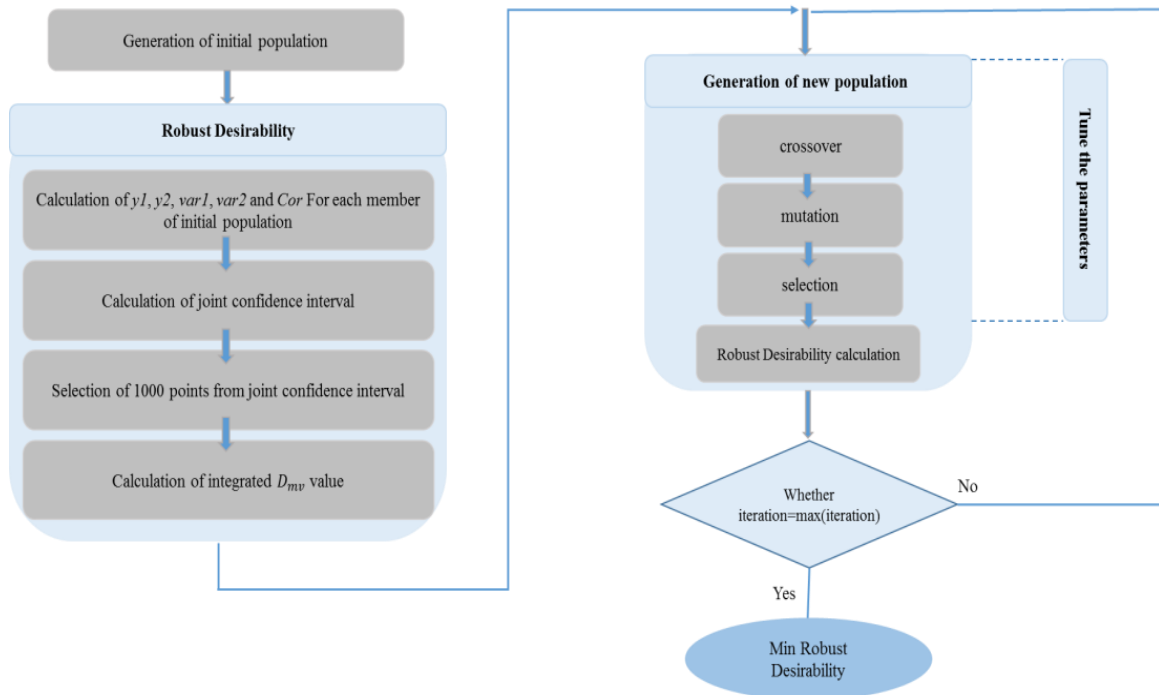 Generation of initial population
Robust Desirability
Calculation of y1, y2, var1, var2 and Cor For each member
of initial population
Calculation of joint confidence interval
Selection of 1000 points from joint confidence interval
Calculation of integrated D_{mv} value
Generation of new population
crossover
mutation
selection
Robust Desirability calculation
Tune the parameters
Whether
iteration=max(iteration)
No
Yes
Min Robust
Desirability